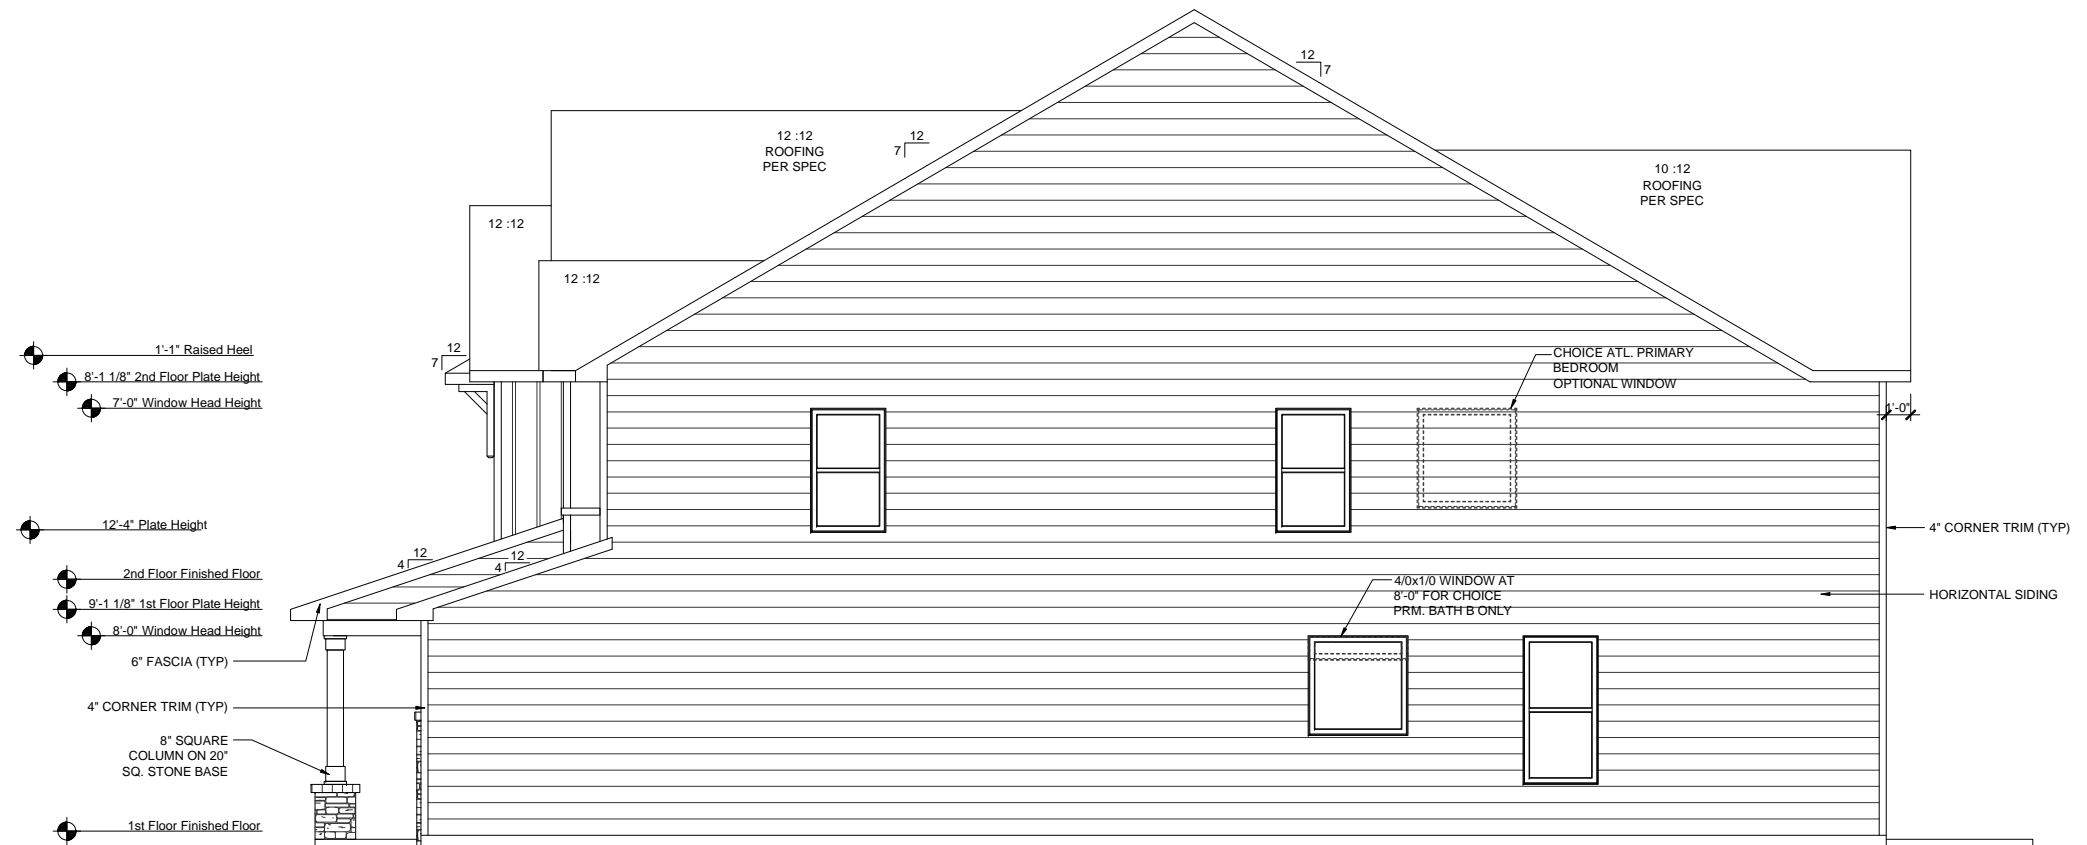 12
7
12 :12
ROOFING
PER SPEC
12
7
10 :12
ROOFING
PER SPEC
12 :12
12 :12
12
7
1'-1" Raised Heel
8'-1 1/8" 2nd Floor Plate Height
7'-0" Window Head Height
CHOICE ATL. PRIMARY
BEDROOM
OPTIONAL WINDOW
1'-0"
12'-4" Plate Height
4" CORNER TRIM (TYP)
12
4
12
4
2nd Floor Finished Floor
9'-1 1/8" 1st Floor Plate Height
8'-0" Window Head Height
4/0x1/0 WINDOW AT
8'-0" FOR CHOICE
PRM. BATH B ONLY
HORIZONTAL SIDING
6" FASCIA (TYP)
4" CORNER TRIM (TYP)
8" SQUARE
COLUMN ON 20"
SQ. STONE BASE
1st Floor Finished Floor